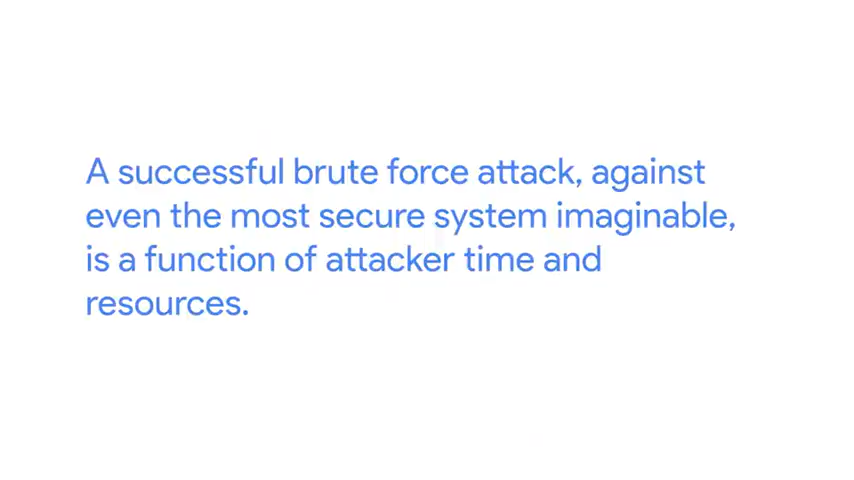 A successful brute force attack, against
even the most secure system imaginable,
is a function of attacker time and
resources.